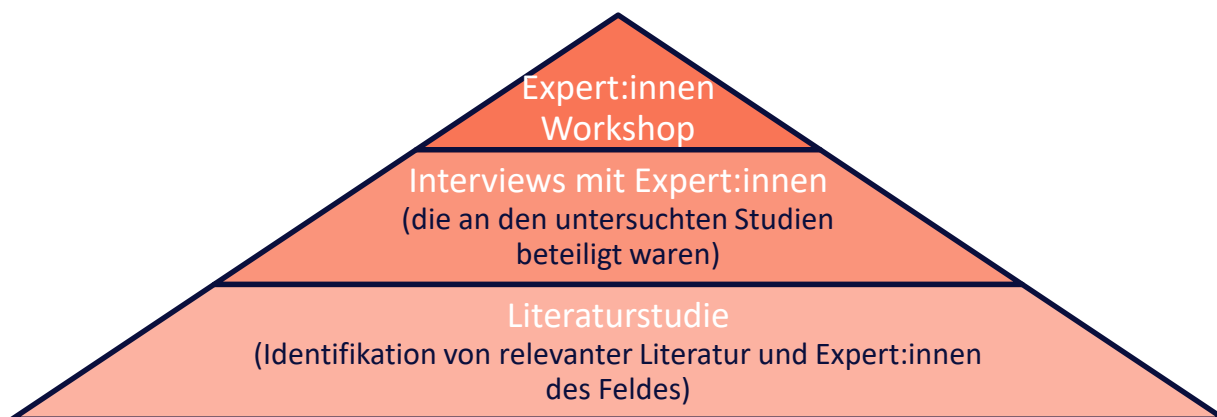 Expert:innen
Workshop
Interviews mit Expert:innen
(die an den untersuchten Studien
beteiligt waren)
Literaturstudie
(Identifikation von relevanter Literatur und Expert:innen
des Feldes)